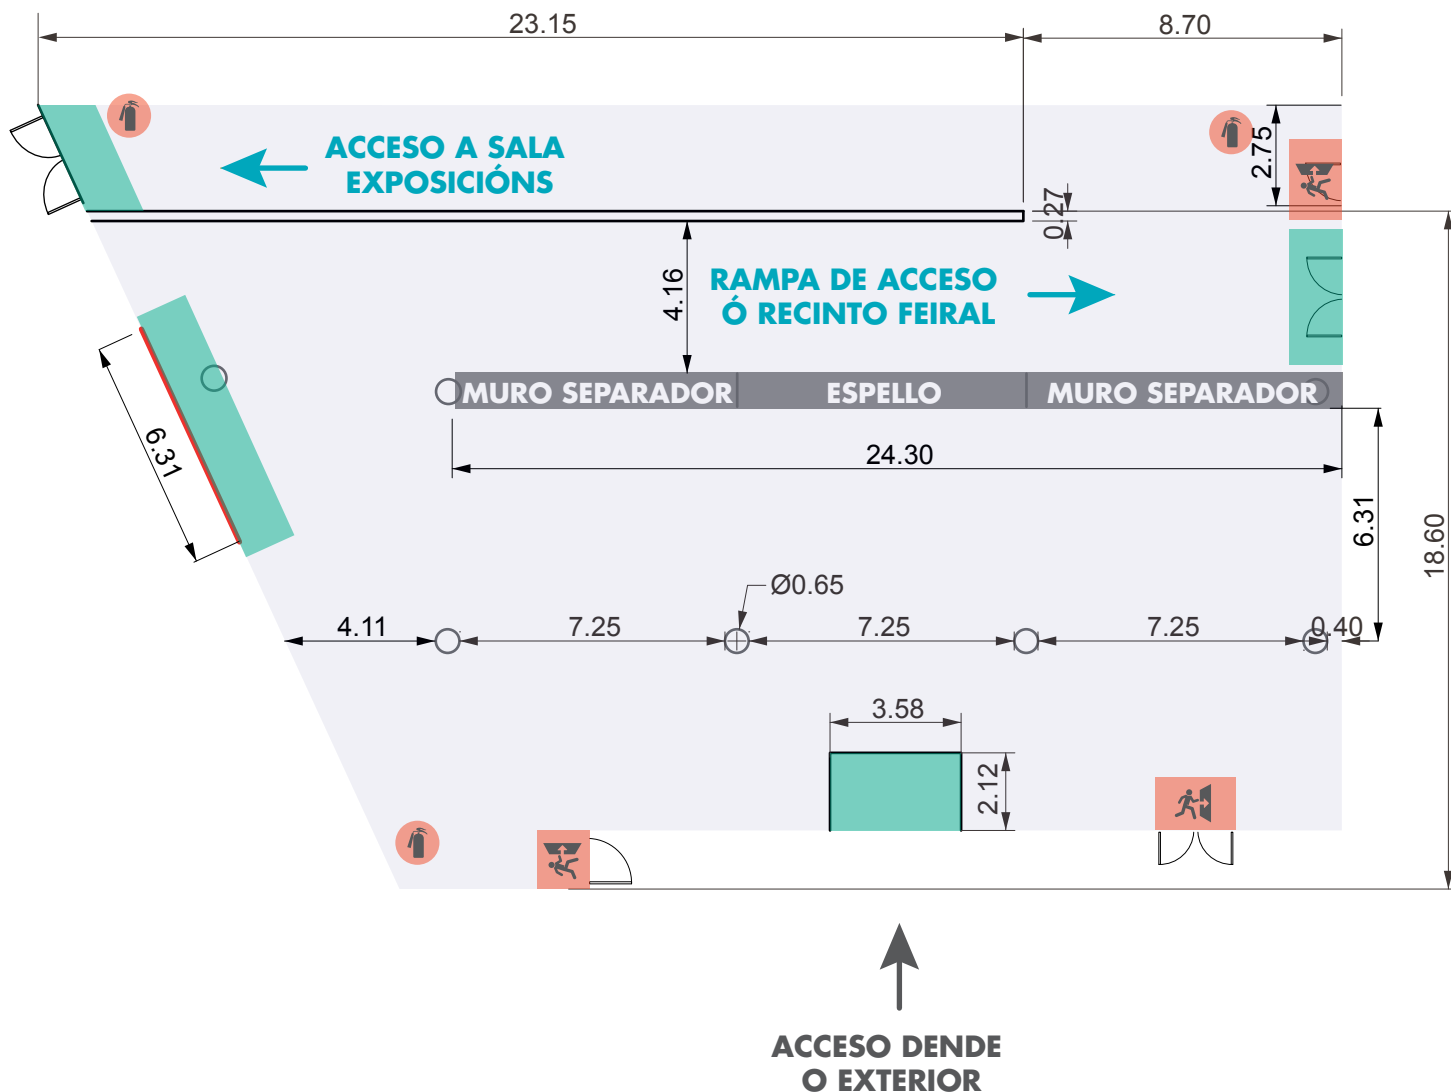 23.15
8.70
ACCESO A SALA
EXPOSICIÓNS
2.75
0.27
4.16
RAMPA DE ACCESO
Ó RECINTO FEIRAL
MURO SEPARADOR
ESPELLO
MURO SEPARADOR
6.31
24.30
6.31
18.60
Ø0.65
4.11
7.25
7.25
7.25
0.40
3.58
2.12
ACCESO DENDE
O EXTERIOR